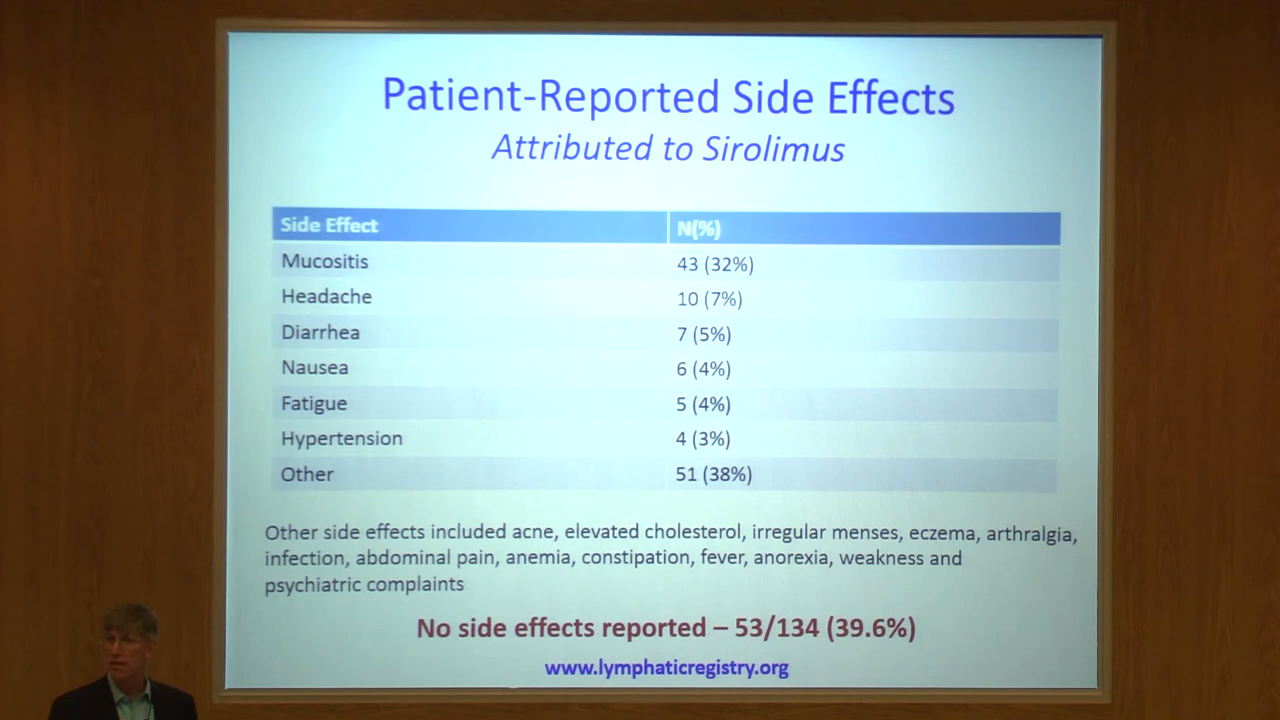 Patient-Reported Side Effects
Attributed to Sirolimus
Side Effect N(%)
Mucositis 43 (32%)
Headache 10 (7%)
Diarrhea 7 (5%)
Nausea 6 (4%)
Fatigue 5 (4%)
Hypertension 4 (3%)
Other 51 (38%)
Other side effects included acne, elevated cholesterol, irregular menses, eczema, arthralgia,
infection, abdominal pain, anemia, constipation, fever, anorexia, weakness and
psychiatric complaints
No side effects reported – 53/134 (39.6%)
www.lymphaticregistry.org